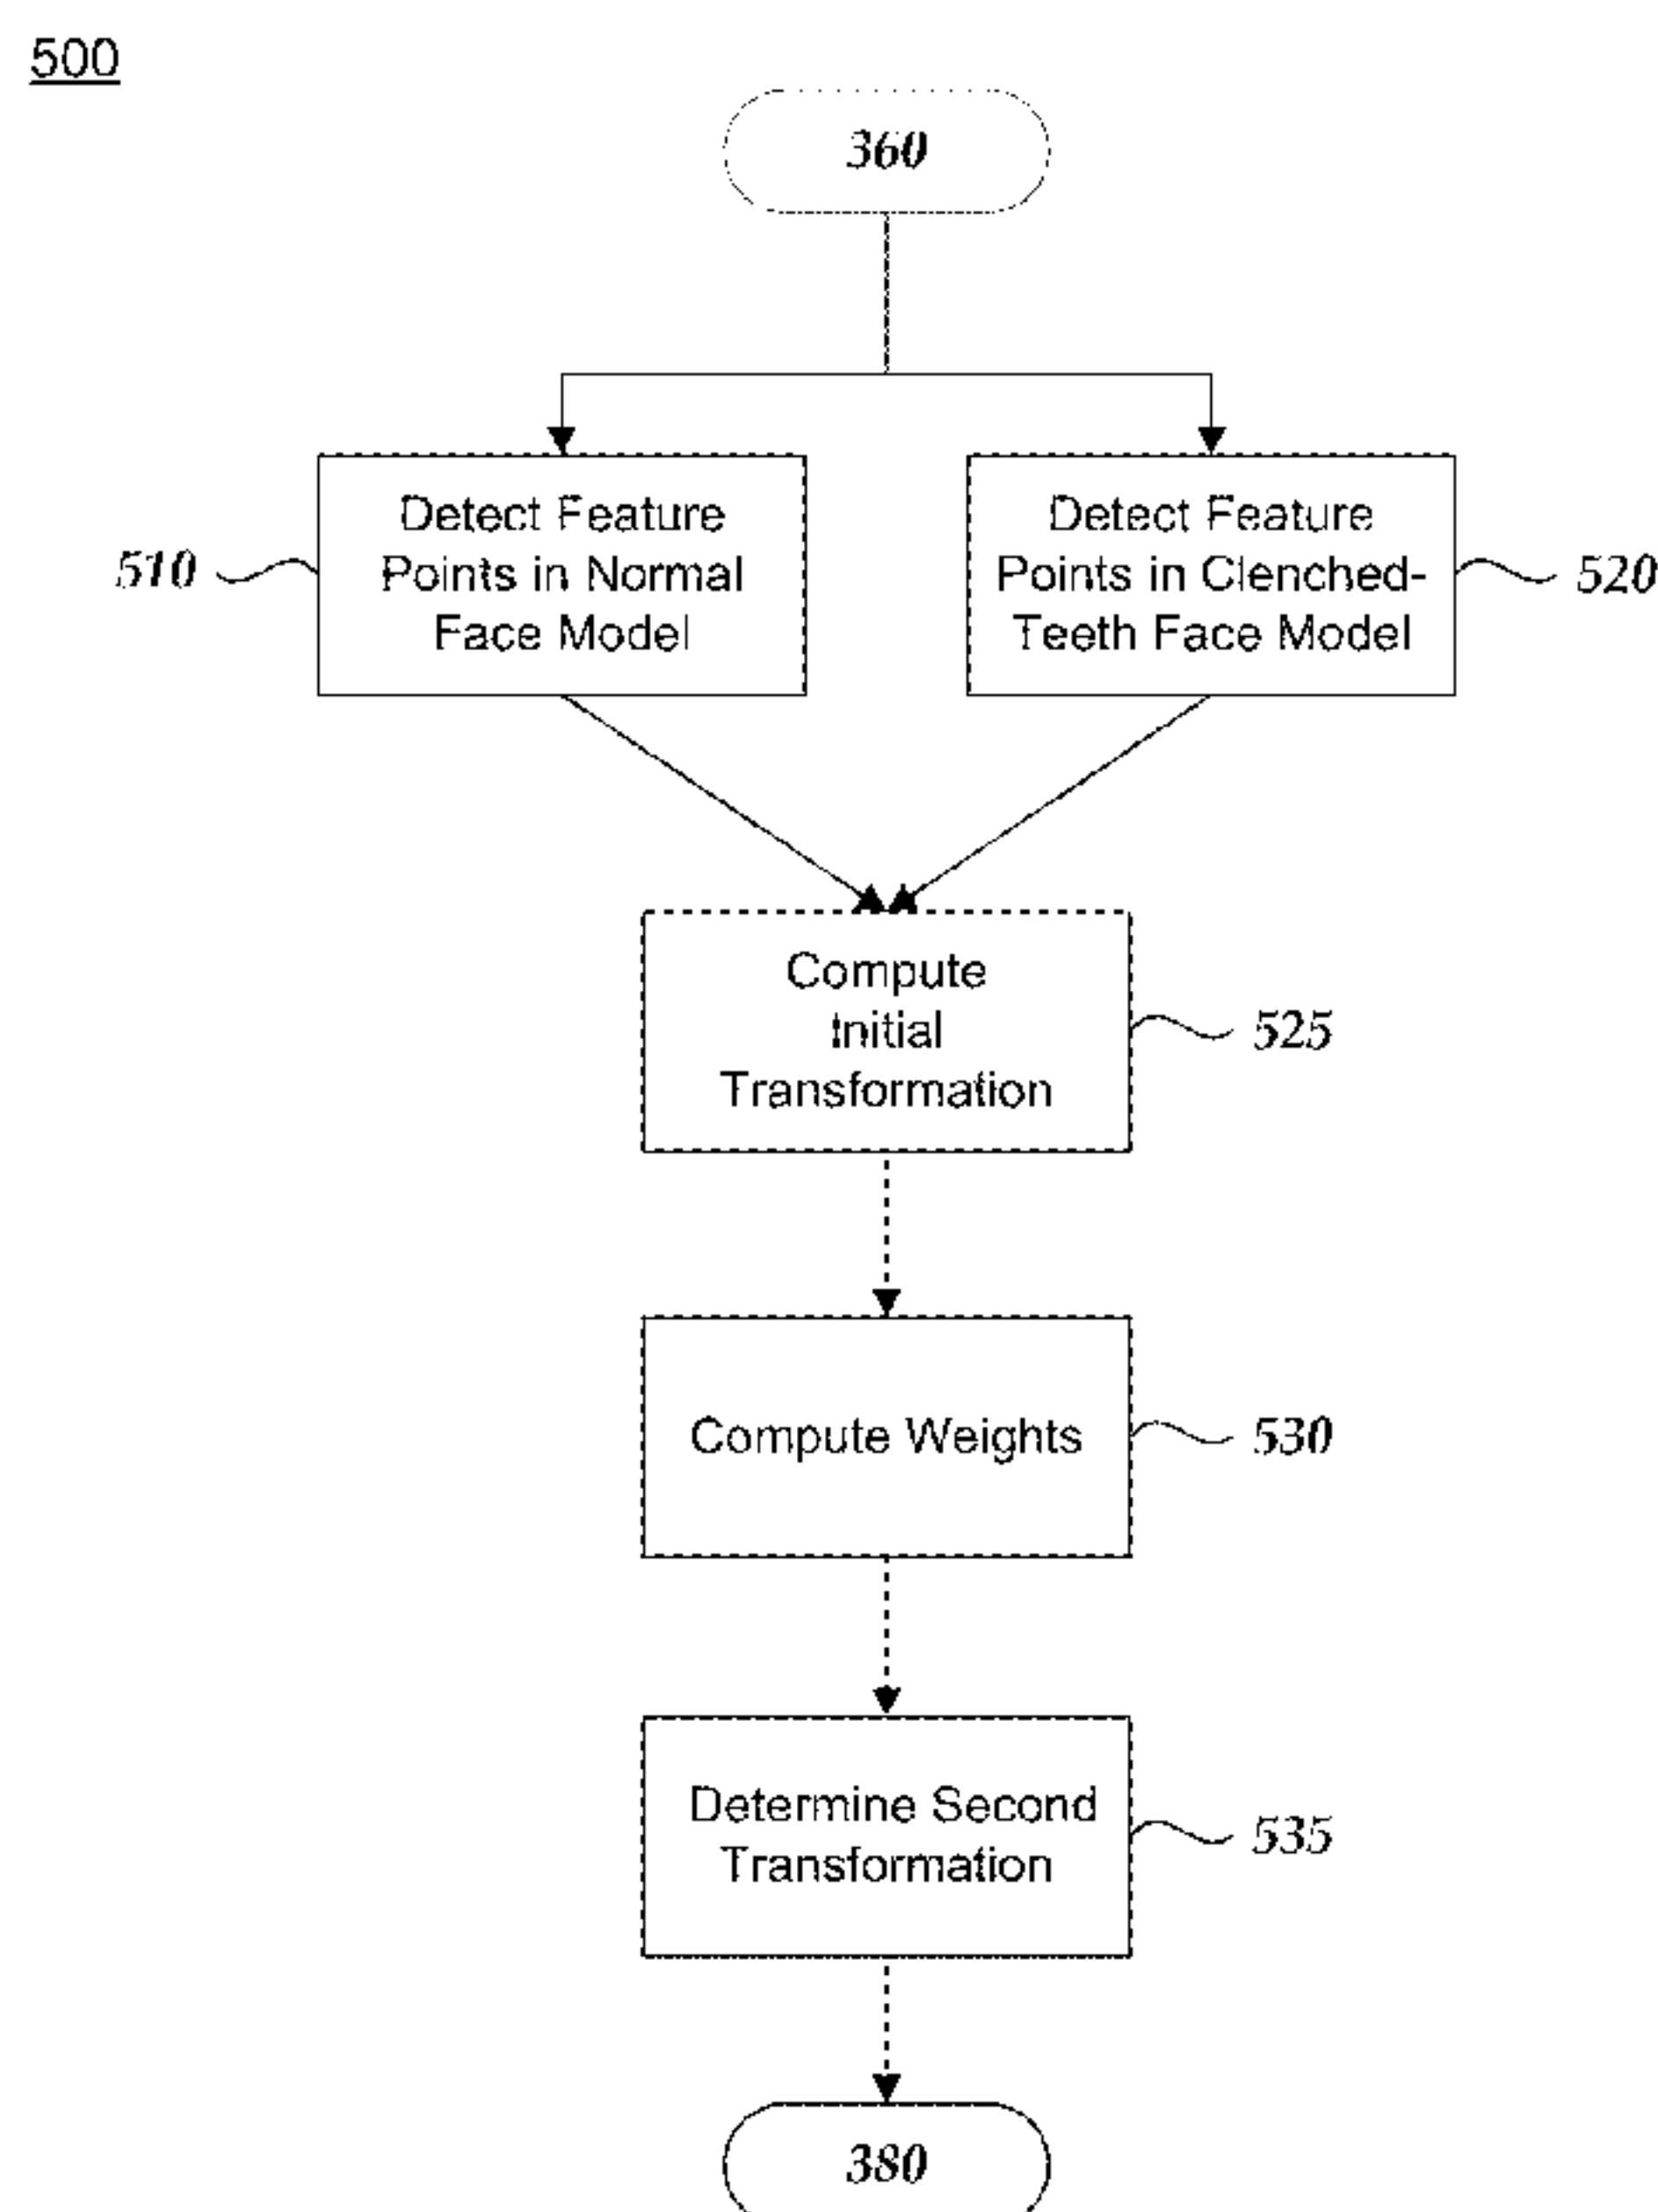 500
360
Detect Feature
Points in Normal
Face Model
510
Detect Feature
Points in Clenched-
Teeth Face Model
520
Compute
Initial
Transformation
525
Compute Weights
530
Determine Second
Transformation
535
380